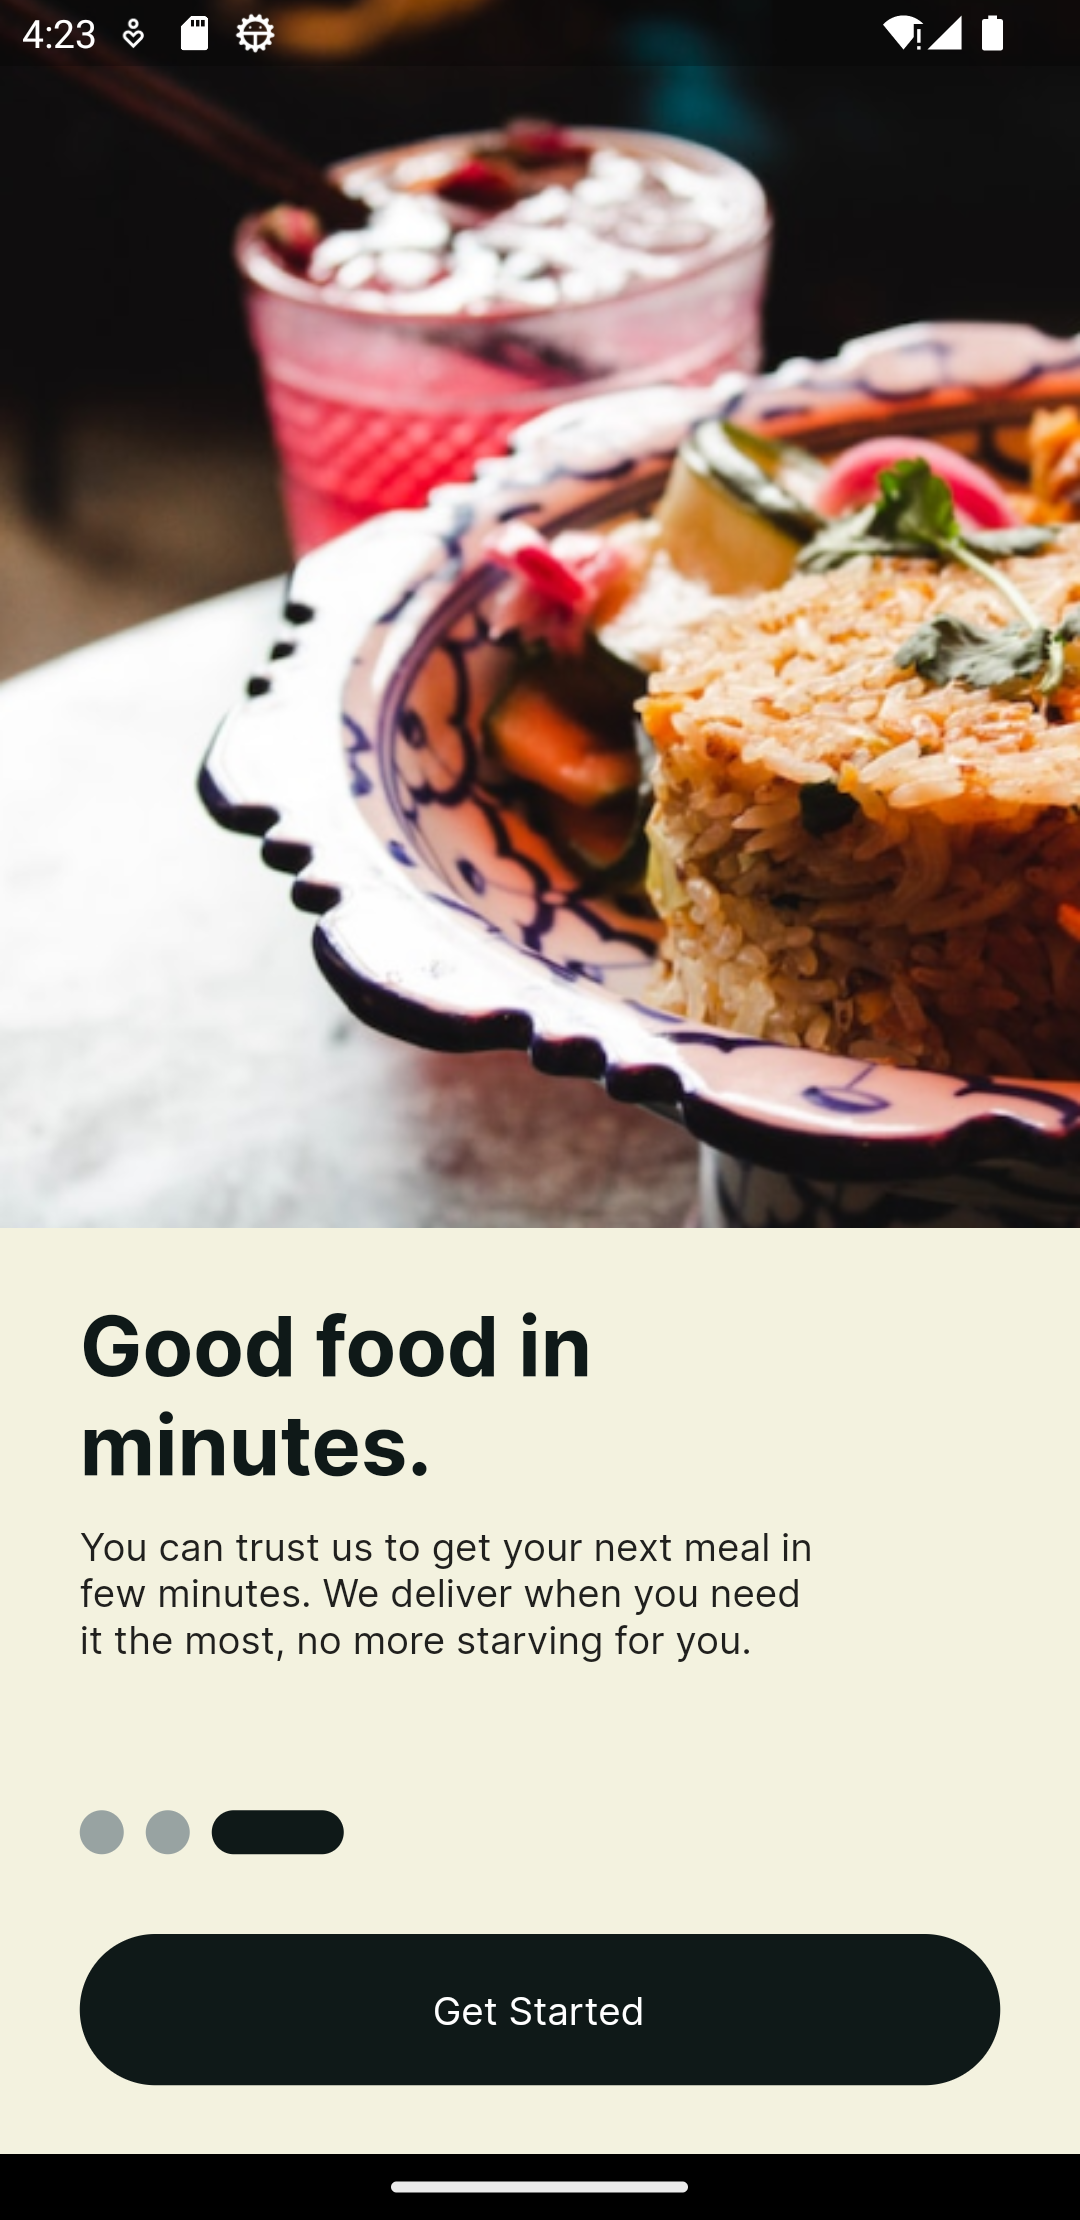 4:23
Good food in
minutes.
You can trust us to get your next meal in
few minutes. We deliver when you need
it the most, no more starving for you.
Get Started